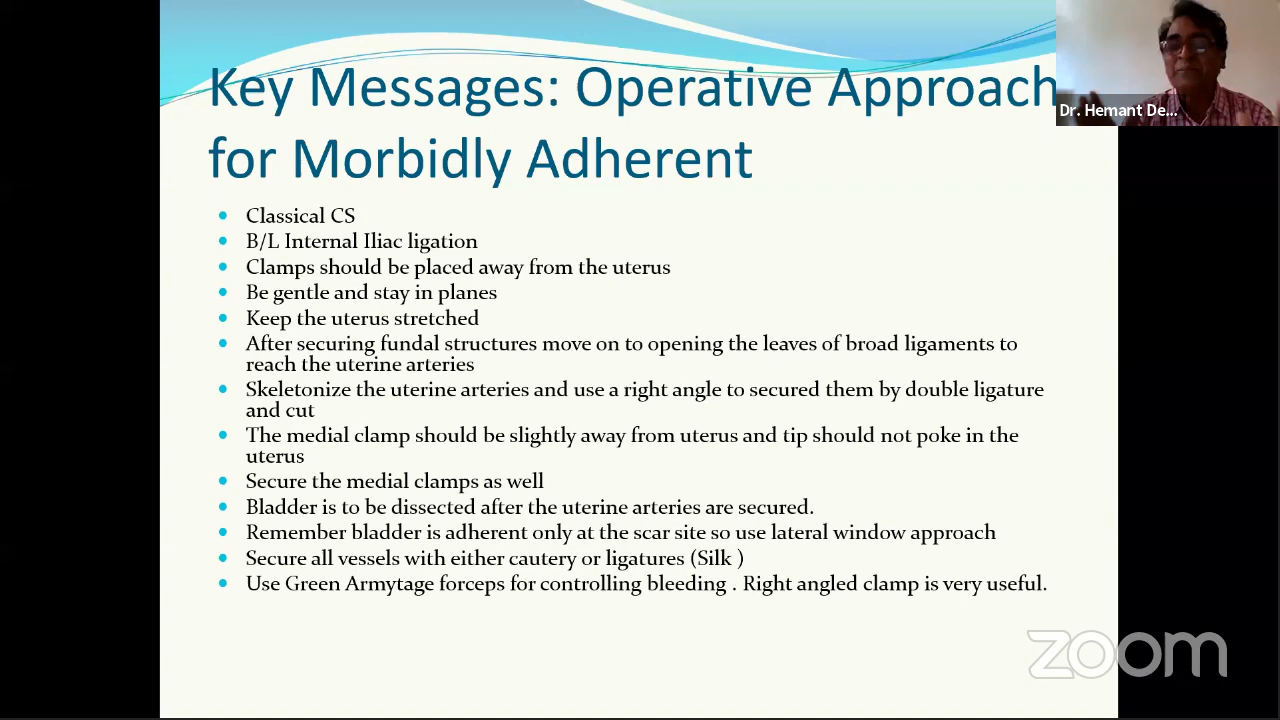 Key Messages: Operative Approach
for Morbidly Adherent
Dr. Hemant De...
• Classical CS
• B/L Internal Iliac ligation
• Clamps should be placed away from the uterus
• Be gentle and stay in planes
• Keep the uterus stretched
• After securing fundal structures move on to opening the leaves of broad ligaments to
reach the uterine arteries
• Skeletonize the uterine arteries and use a right angle to secured them by double ligature
and cut
• The medial clamp should be slightly away from uterus and tip should not poke in the
uterus
• Secure the medial clamps as well
• Bladder is to be dissected after the uterine arteries are secured.
• Remember bladder is adherent only at the scar site so use lateral window approach
• Secure all vessels with either cautery or ligatures (Silk )
• Use Green Armytage forceps for controlling bleeding . Right angled clamp is very useful.
zoom